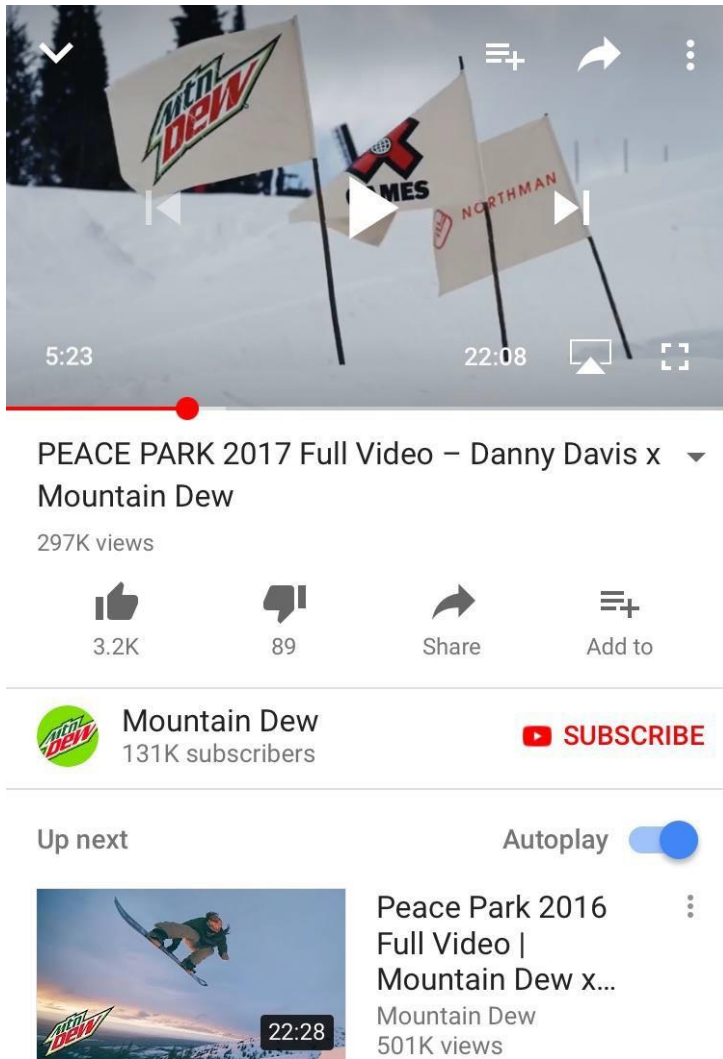 mtn
DEW
X
GAMES
NORTHMAN
5:23
22:08
PEACE PARK 2017 Full Video – Danny Davis x
Mountain Dew
297K views
3.2K
89
Share
Add to
mtn
DEW
Mountain Dew
131K subscribers
SUBSCRIBE
Up next
Autoplay
mtn
DEW
22:28
Peace Park 2016
Full Video |
Mountain Dew x...
Mountain Dew
501K views